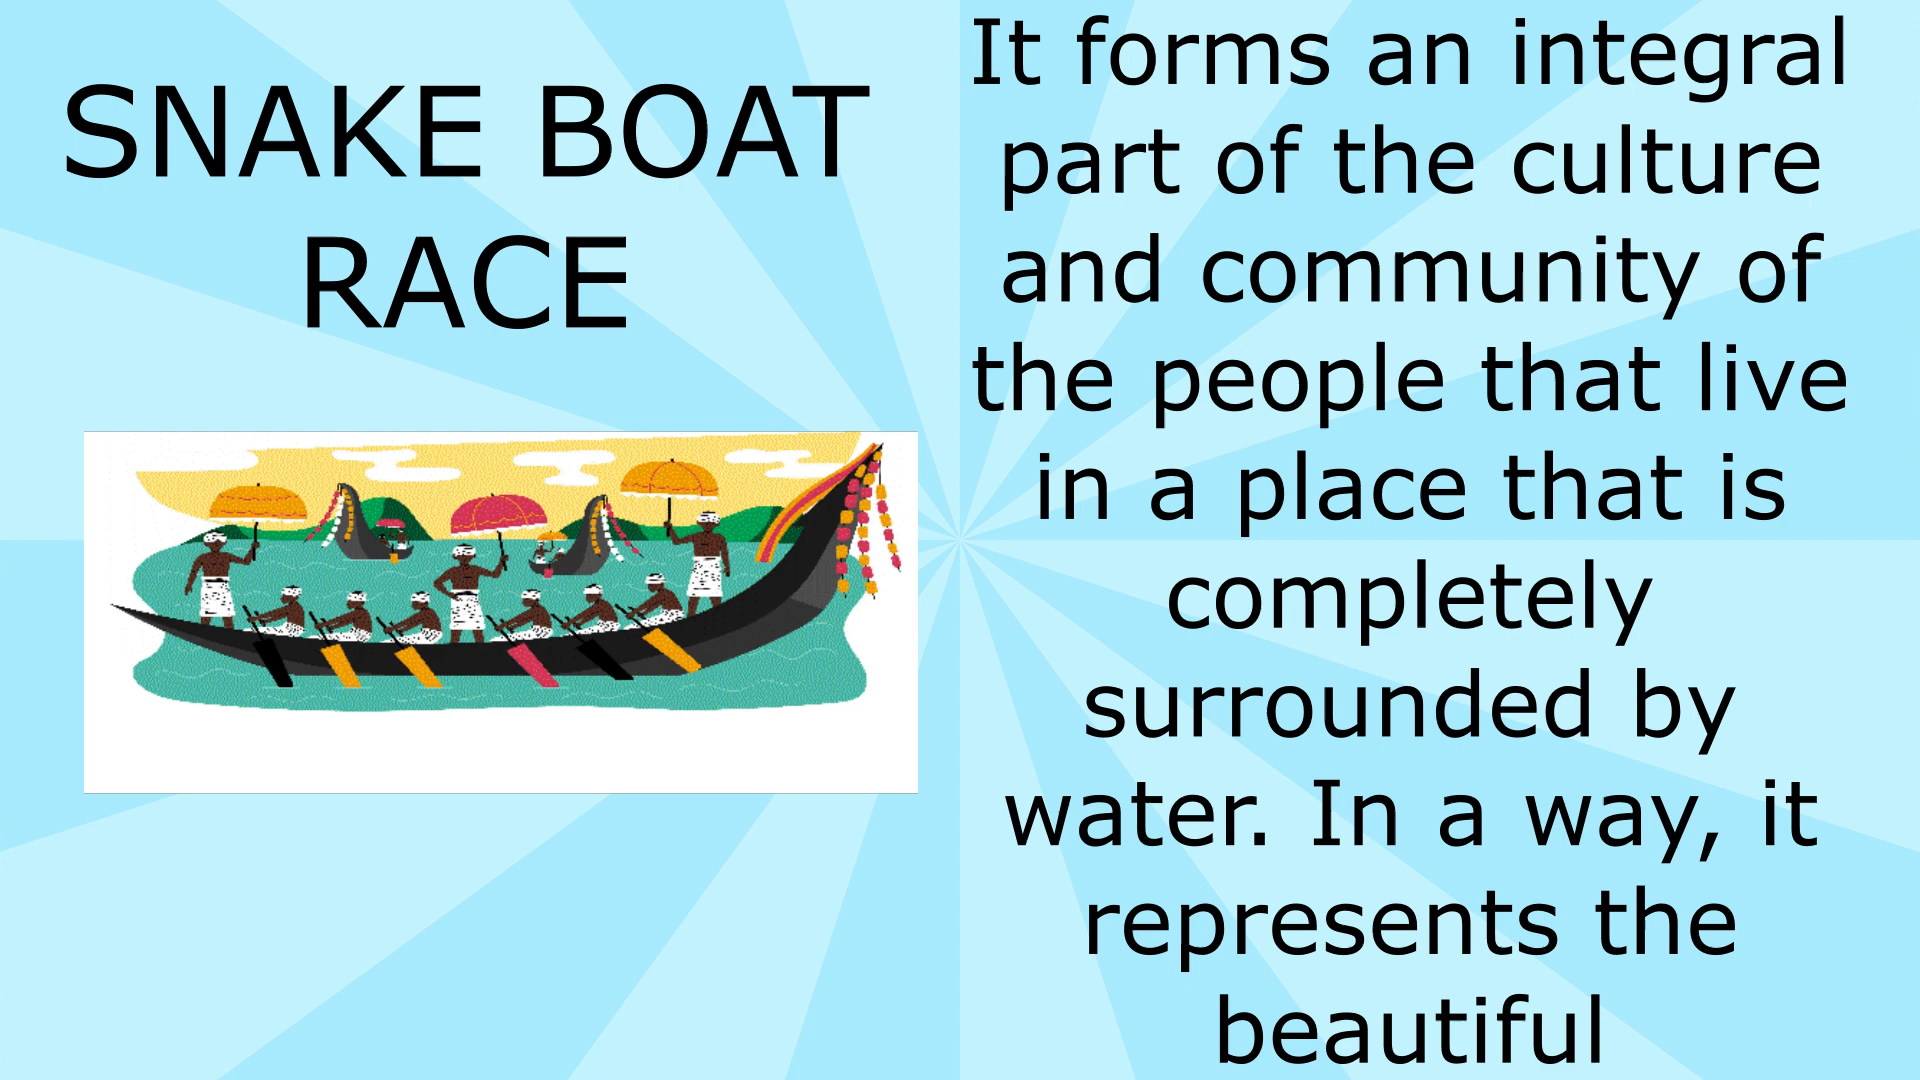 SNAKE BOAT
RACE
It forms an integral
part of the culture
and community of
the people that live
in a place that is
completely
surrounded by
water. In a way, it
represents the
beautiful